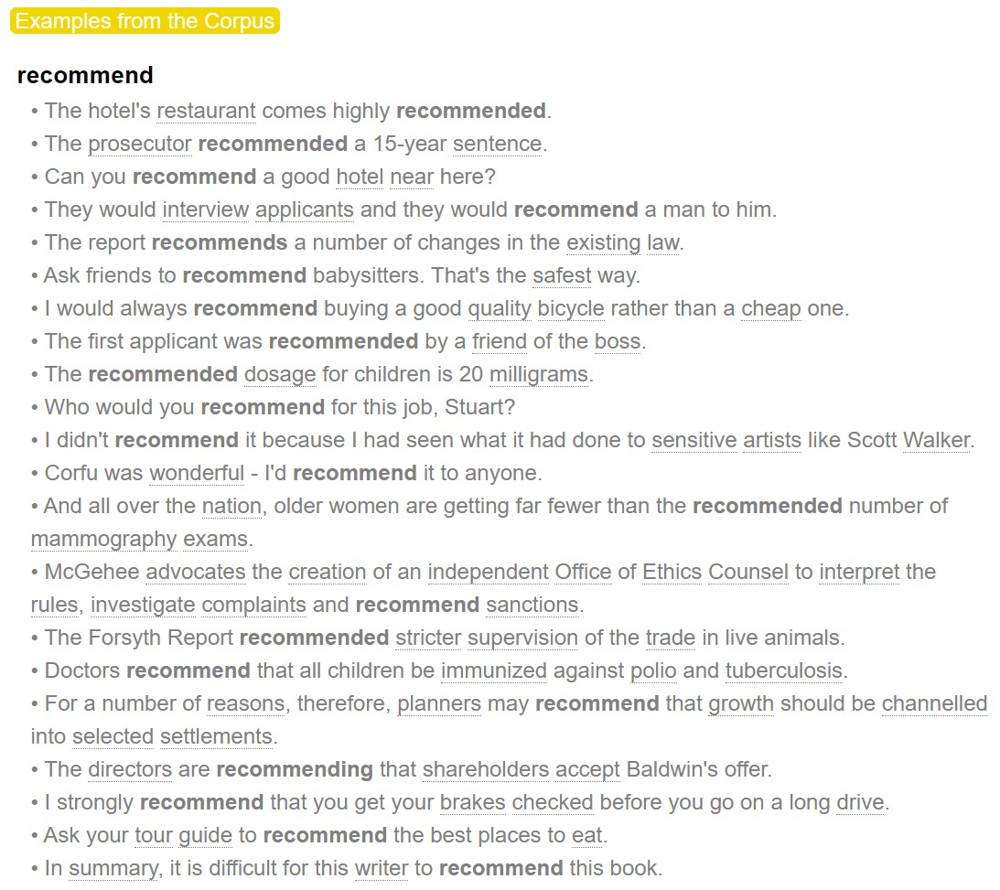 Examples from the Corpus
recommend
• The hotel's restaurant comes highly recommended.
• The prosecutor recommended a 15-year sentence.
• Can you recommend a good hotel near here?
• They would interview applicants and they would recommend a man to him.
• The report recommends a number of changes in the existing law.
• Ask friends to recommend babysitters. That's the safest way.
• I would always recommend buying a good quality bicycle rather than a cheap one.
• The first applicant was recommended by a friend of the boss.
• The recommended dosage for children is 20 milligrams.
• Who would you recommend for this job, Stuart?
• I didn't recommend it because I had seen what it had done to sensitive artists like Scott Walker.
• Corfu was wonderful - I'd recommend it to anyone.
• And all over the nation, older women are getting far fewer than the recommended number of
mammography exams.
• McGehee advocates the creation of an independent Office of Ethics Counsel to interpret the
rules, investigate complaints and recommend sanctions.
• The Forsyth Report recommended stricter supervision of the trade in live animals.
• Doctors recommend that all children be immunized against polio and tuberculosis.
• For a number of reasons, therefore, planners may recommend that growth should be channelled
into selected settlements.
• The directors are recommending that shareholders accept Baldwin's offer.
• I strongly recommend that you get your brakes checked before you go on a long drive.
• Ask your tour guide to recommend the best places to eat.
• In summary, it is difficult for this writer to recommend this book.